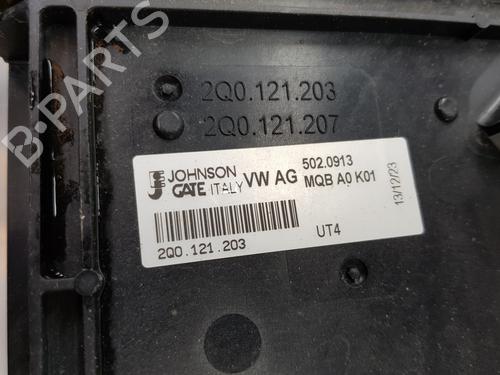 B-PARTS
2Q0.121.203
2Q0.121.207
JOHNSON
GATE ITALY
VW AG
502.0913
MQB A0 K01
13/12/23
2Q0.121.203
UT4